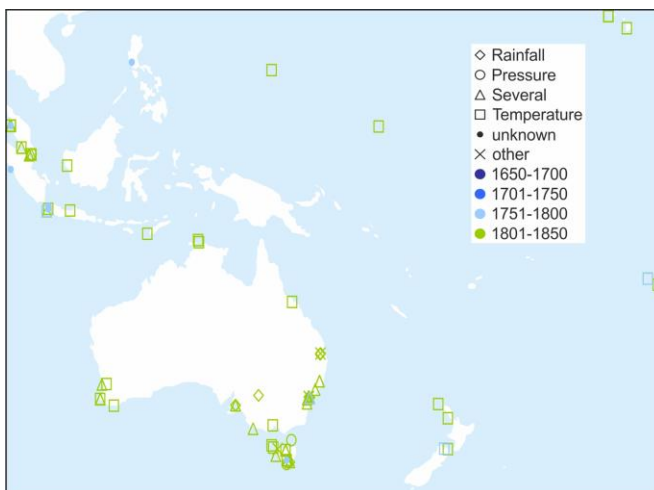 Rainfall
Pressure
Several
Temperature
unknown
other
1650-1700
1701-1750
1751-1800
1801-1850